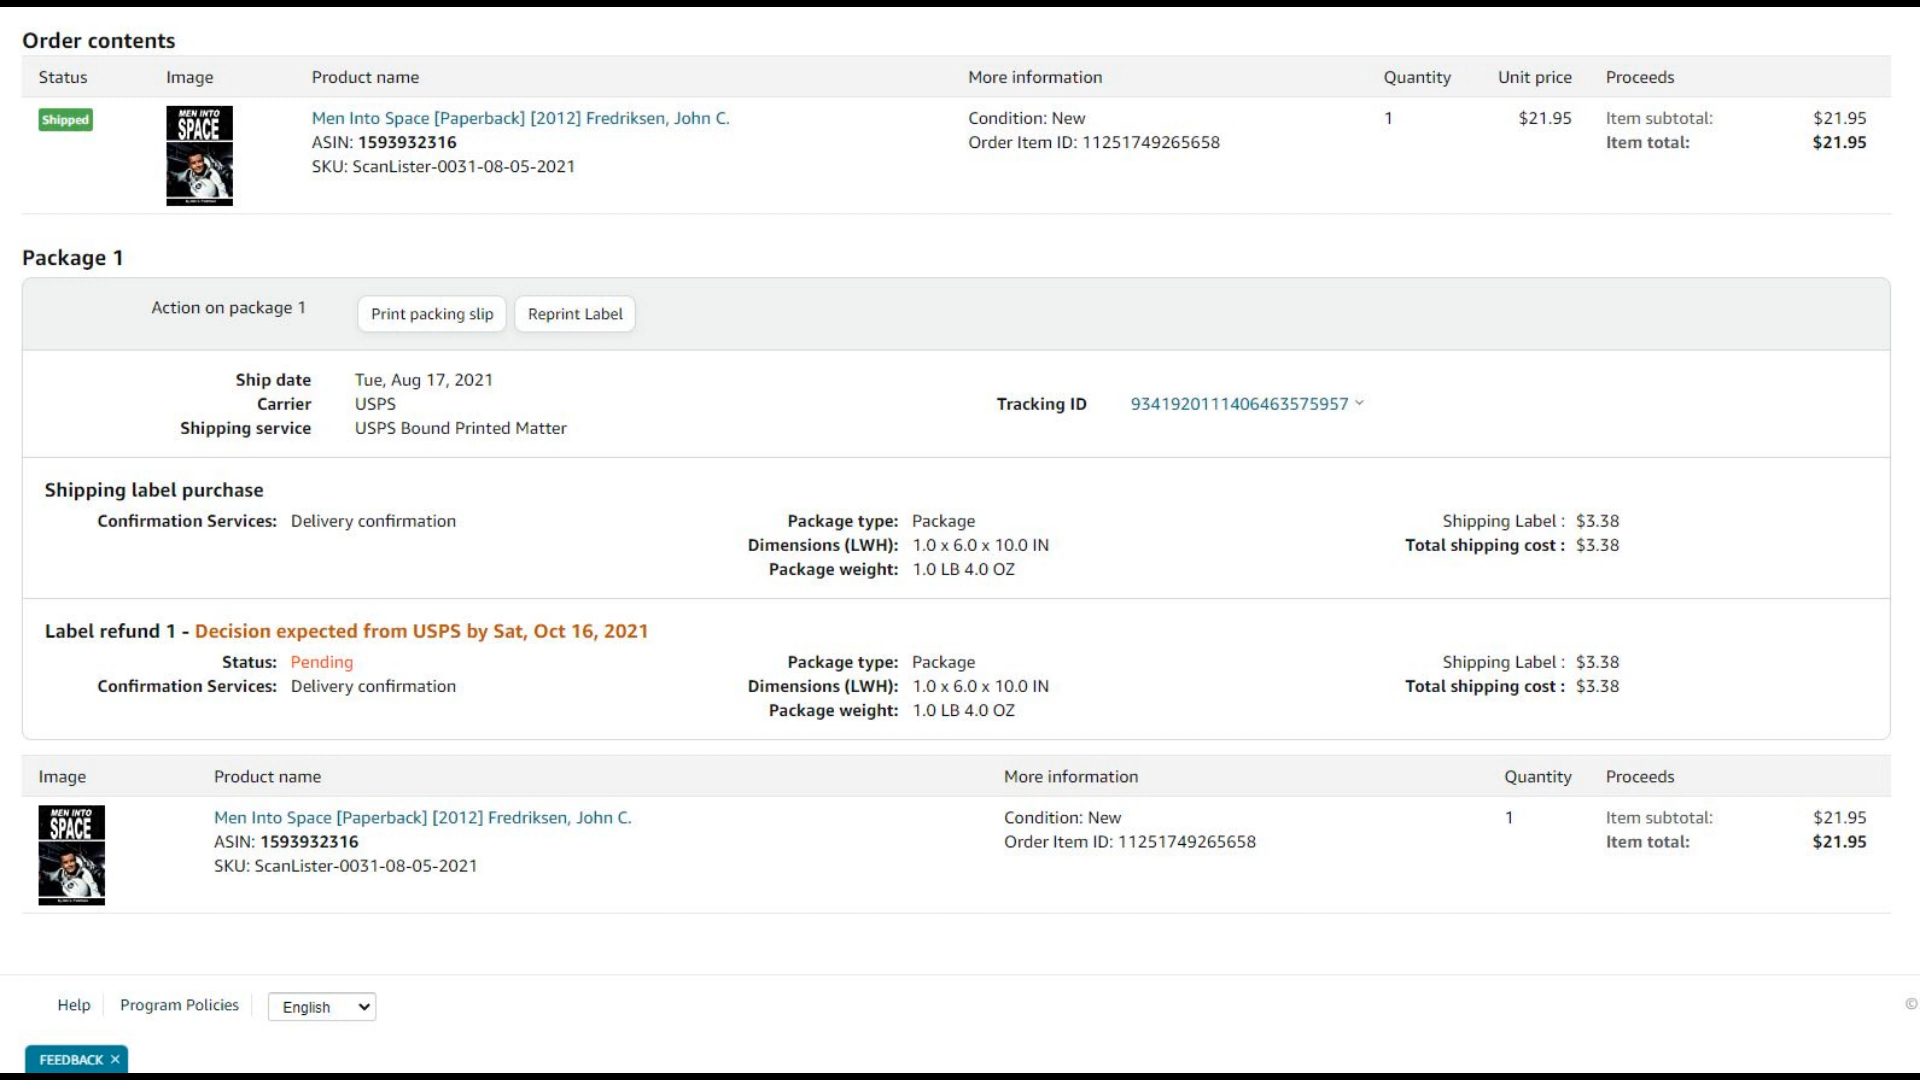 Order contents
Status Image Product name More information Quantity Unit price Proceeds
Shipped
MEN INTO
SPACE
Men Into Space [Paperback] [2012] Fredriksen, John C. Condition: New 1 $21.95 Item subtotal: $21.95
ASIN: 1593932316 Order Item ID: 11251749265658 Item total: $21.95
SKU: ScanLister-0031-08-05-2021
Package 1
Action on package 1 Print packing slip Reprint Label
Ship date Tue, Aug 17, 2021
Carrier USPS Tracking ID 9341920111406463575957
Shipping service USPS Bound Printed Matter
Shipping label purchase
Confirmation Services: Delivery confirmation Package type: Package Shipping Label : $3.38
Dimensions (LWH): 1.0 x 6.0 x 10.0 IN Total shipping cost : $3.38
Package weight: 1.0 LB 4.0 OZ
Label refund 1 - Decision expected from USPS by Sat, Oct 16, 2021
Status: Pending Package type: Package Shipping Label : $3.38
Confirmation Services: Delivery confirmation Dimensions (LWH): 1.0 x 6.0 x 10.0 IN Total shipping cost : $3.38
Package weight: 1.0 LB 4.0 OZ
Image Product name More information Quantity Proceeds
MEN INTO
SPACE
Men Into Space [Paperback] [2012] Fredriksen, John C. Condition: New 1 Item subtotal: $21.95
ASIN: 1593932316 Order Item ID: 11251749265658 Item total: $21.95
SKU: ScanLister-0031-08-05-2021
Help Program Policies English ©
FEEDBACK ×